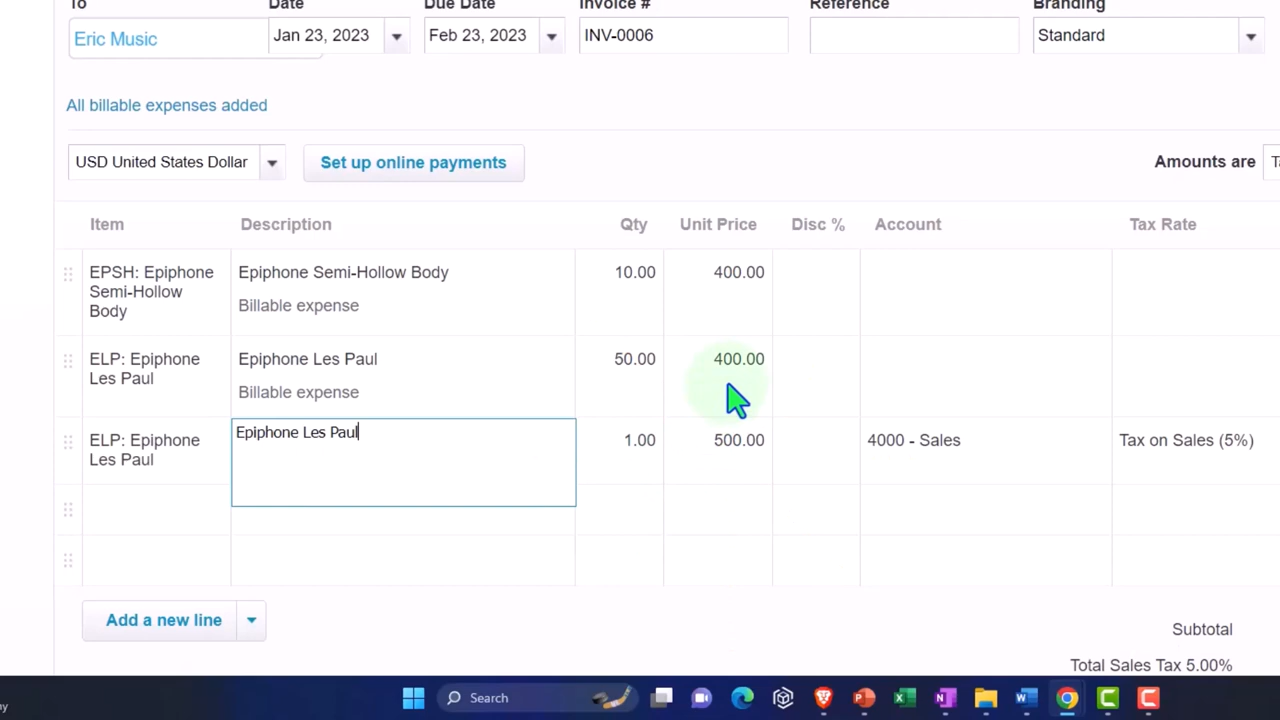 To Date Due Date Invoice # Reference Branding
Eric Music Jan 23, 2023 Feb 23, 2023 INV-0006 Standard
All billable expenses added
USD United States Dollar Set up online payments Amounts are
Item Description Qty Unit Price Disc % Account Tax Rate
EPSH: Epiphone Epiphone Semi-Hollow Body 10.00 400.00
Semi-Hollow Billable expense
Body
ELP: Epiphone Epiphone Les Paul 50.00 400.00
Les Paul Billable expense
ELP: Epiphone Epiphone Les Paul 1.00 500.00 4000 - Sales Tax on Sales (5%)
Les Paul
Add a new line
Subtotal
Total Sales Tax 5.00%
Search